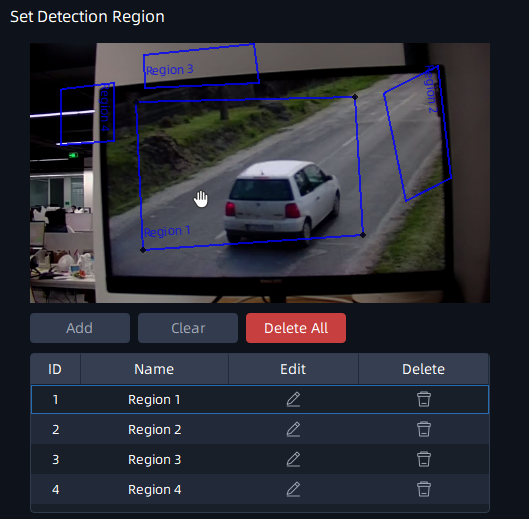 Set Detection Region
Region 3
Region 4
Region 2
Region 1
Add Clear Delete All
ID Name Edit Delete
1 Region 1
2 Region 2
3 Region 3
4 Region 4